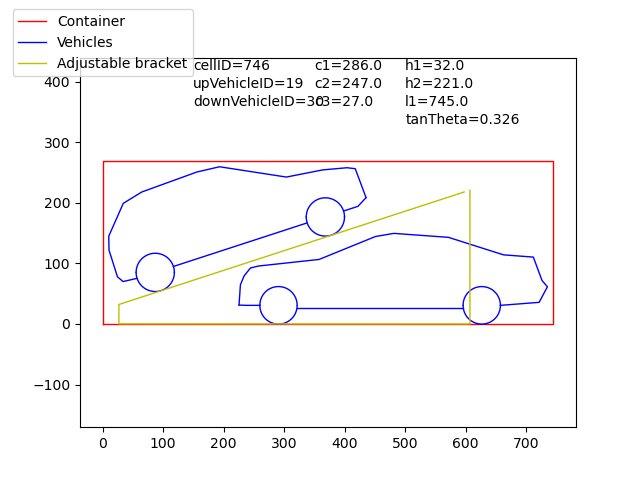 Container
Vehicles
Adjustable bracket
cellID=746 c1=286.0 h1=32.0
upVehicleID=19 c2=247.0 h2=221.0
downVehicleID=30 c3=27.0 l1=745.0
tanTheta=0.326
400
300
200
100
0
−100
0 100 200 300 400 500 600 700